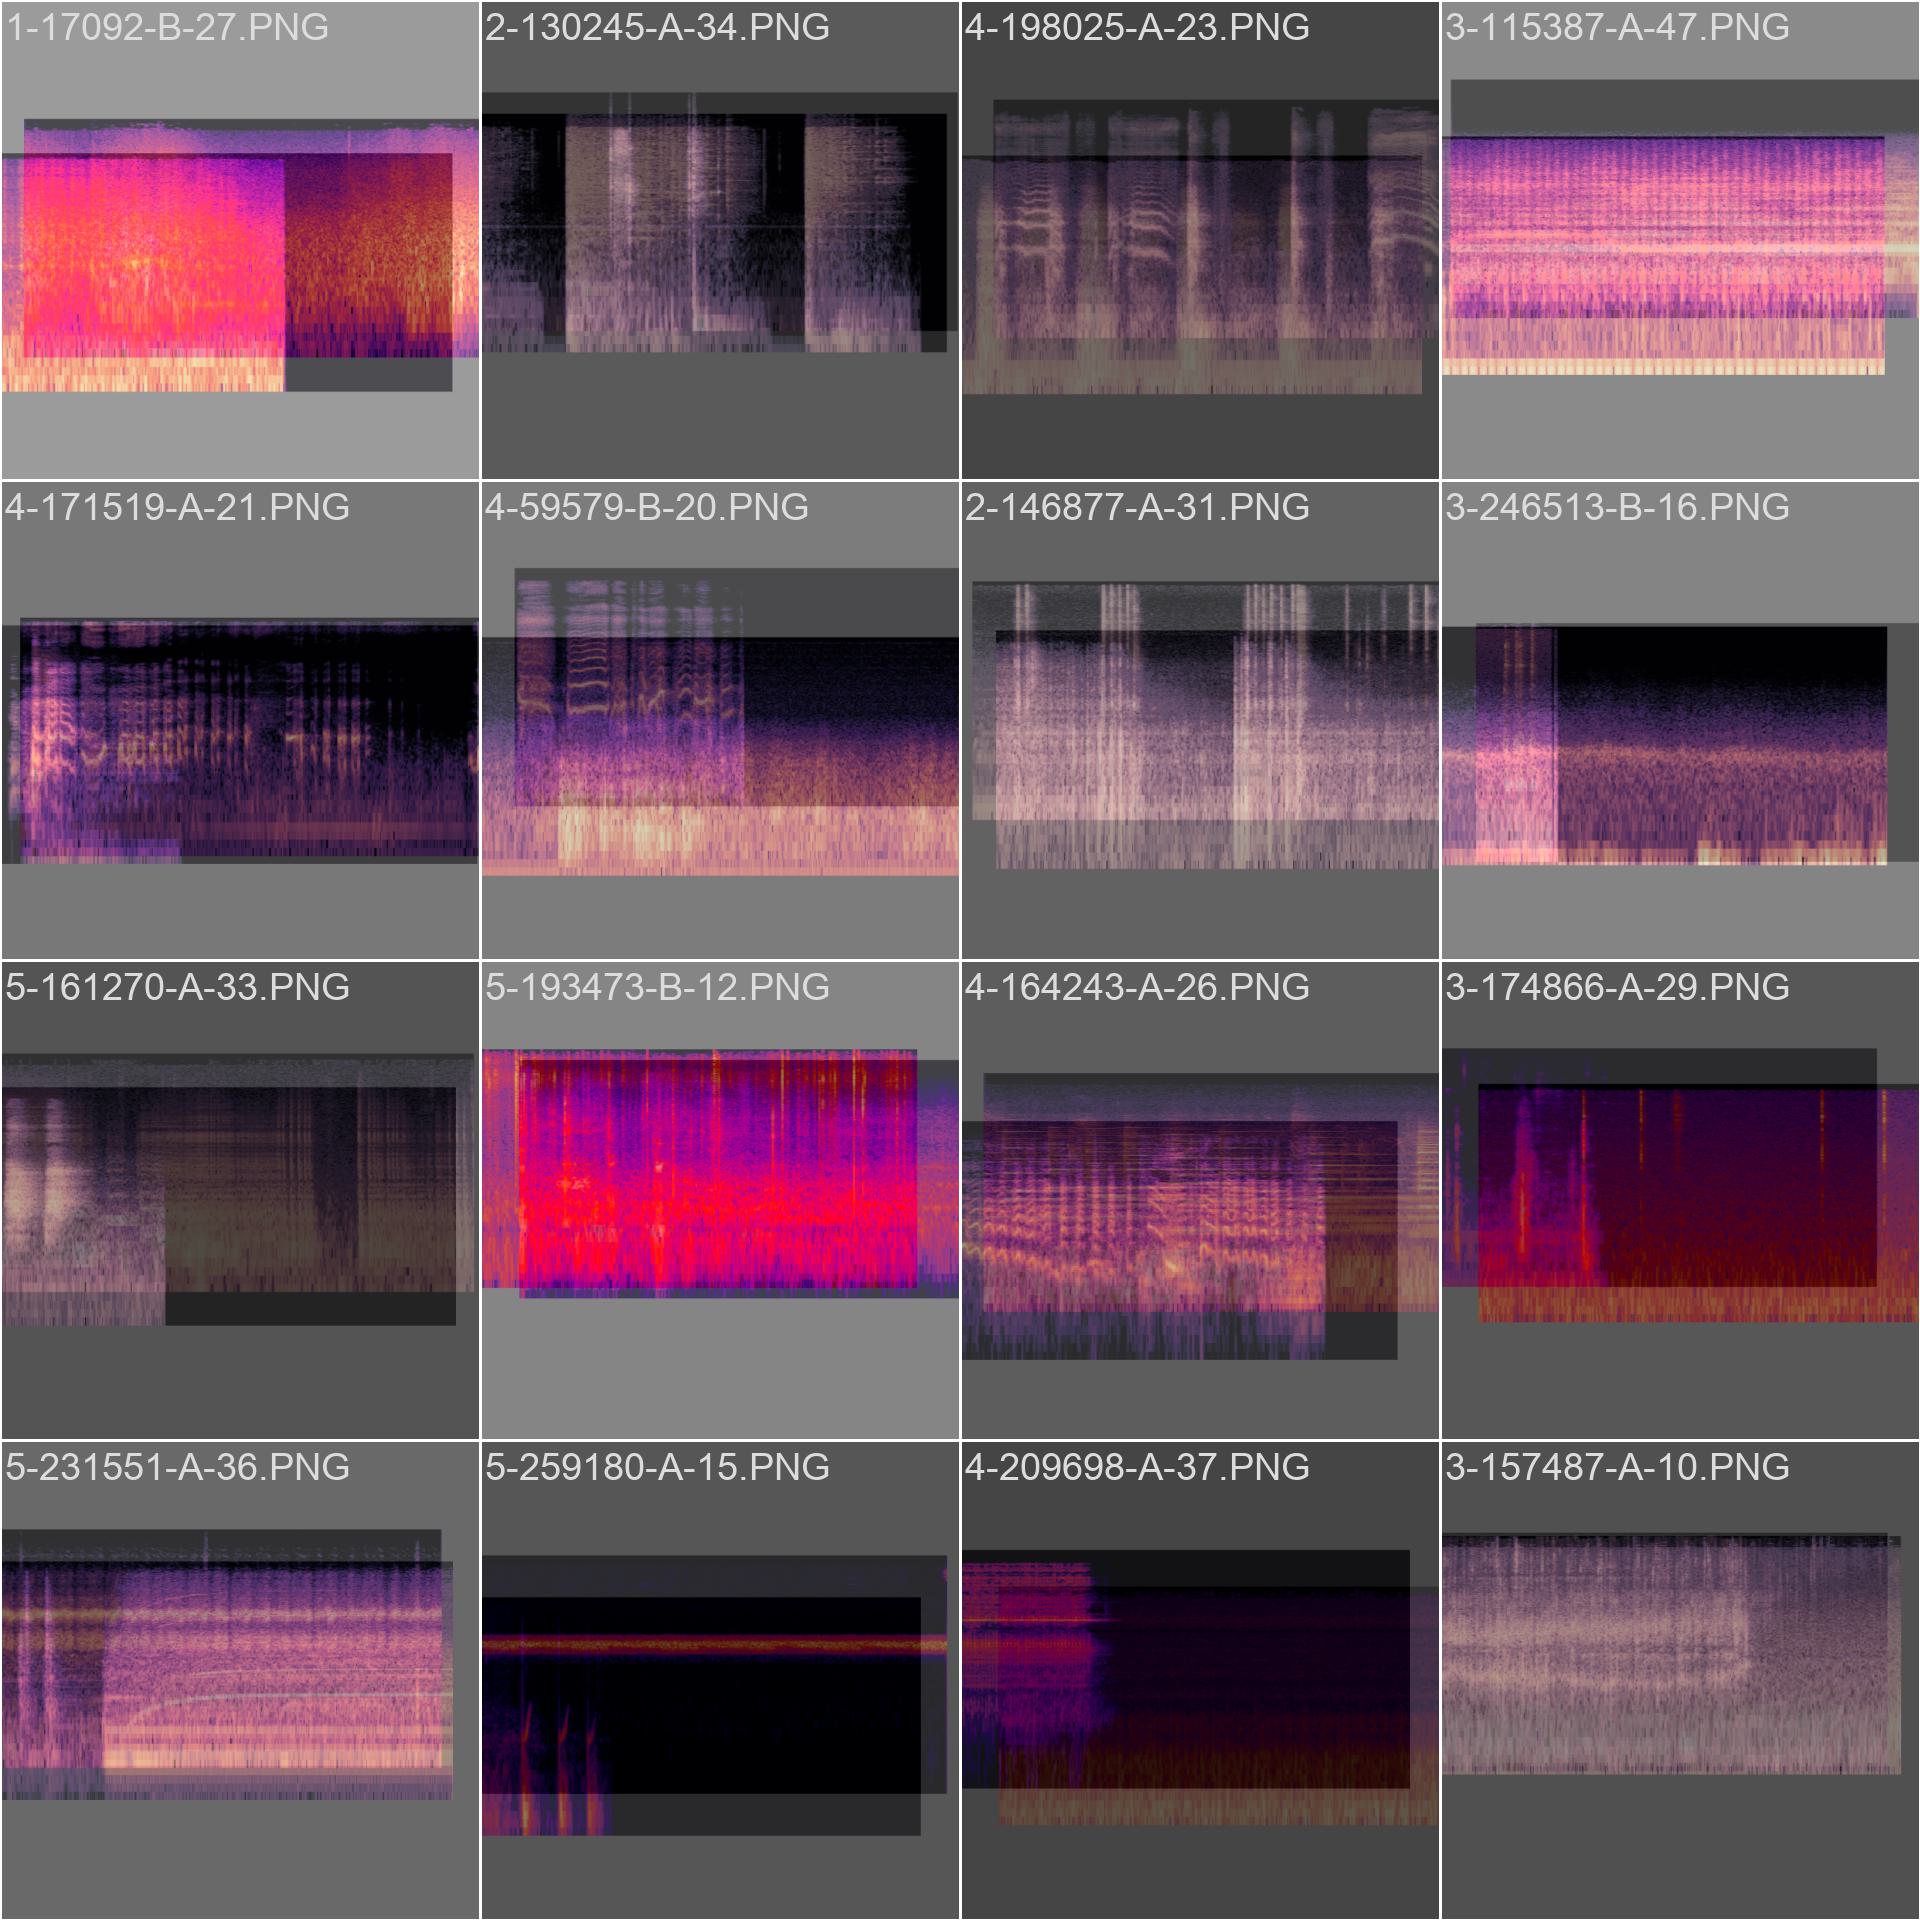 1-17092-B-27.PNG
2-130245-A-34.PNG
4-198025-A-23.PNG
3-115387-A-47.PNG
4-171519-A-21.PNG
4-59579-B-20.PNG
2-146877-A-31.PNG
3-246513-B-16.PNG
5-161270-A-33.PNG
5-193473-B-12.PNG
4-164243-A-26.PNG
3-174866-A-29.PNG
5-231551-A-36.PNG
5-259180-A-15.PNG
4-209698-A-37.PNG
3-157487-A-10.PNG